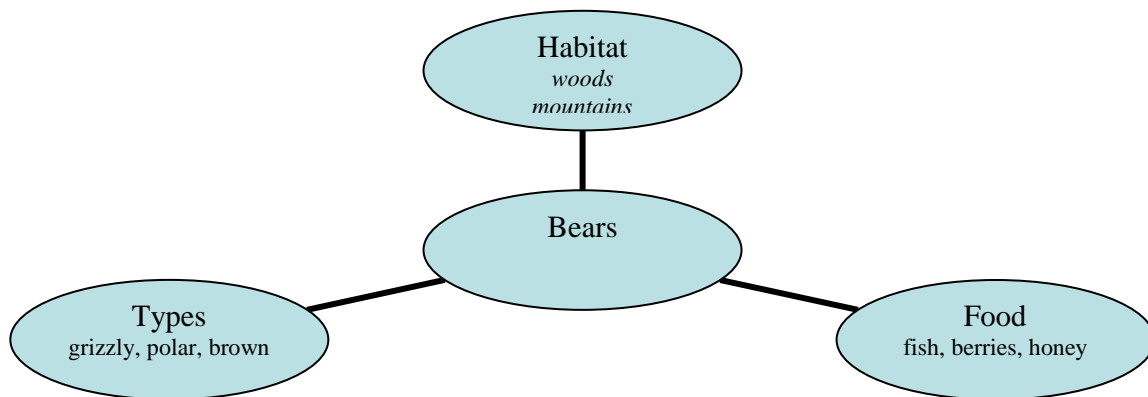 Habitat
woods
mountains
Bears
Types
grizzly, polar, brown
Food
fish, berries, honey